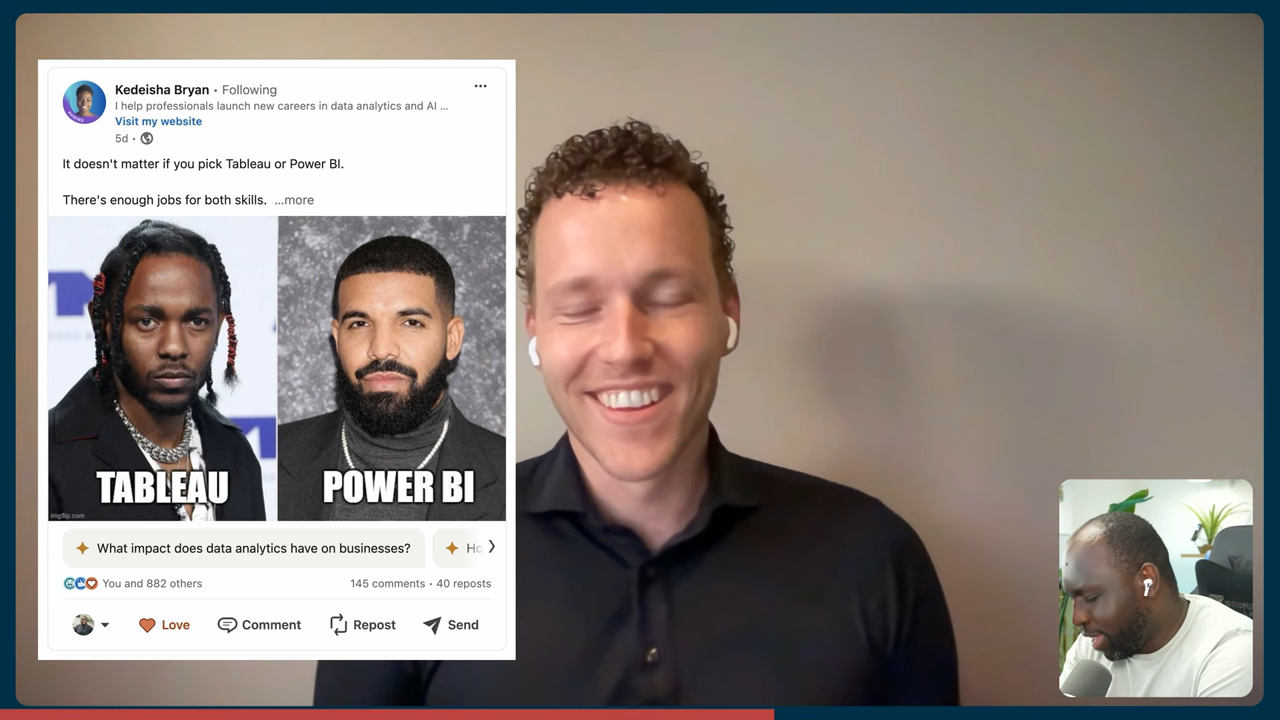 Kedeisha Bryan • Following
I help professionals launch new careers in data analytics and AI ...
Visit my website
5d •
It doesn't matter if you pick Tableau or Power BI.
There's enough jobs for both skills. ...more
TABLEAU
POWER BI
imgflip.com
What impact does data analytics have on businesses?
Ho
You and 882 others
145 comments • 40 reposts
Love
Comment
Repost
Send